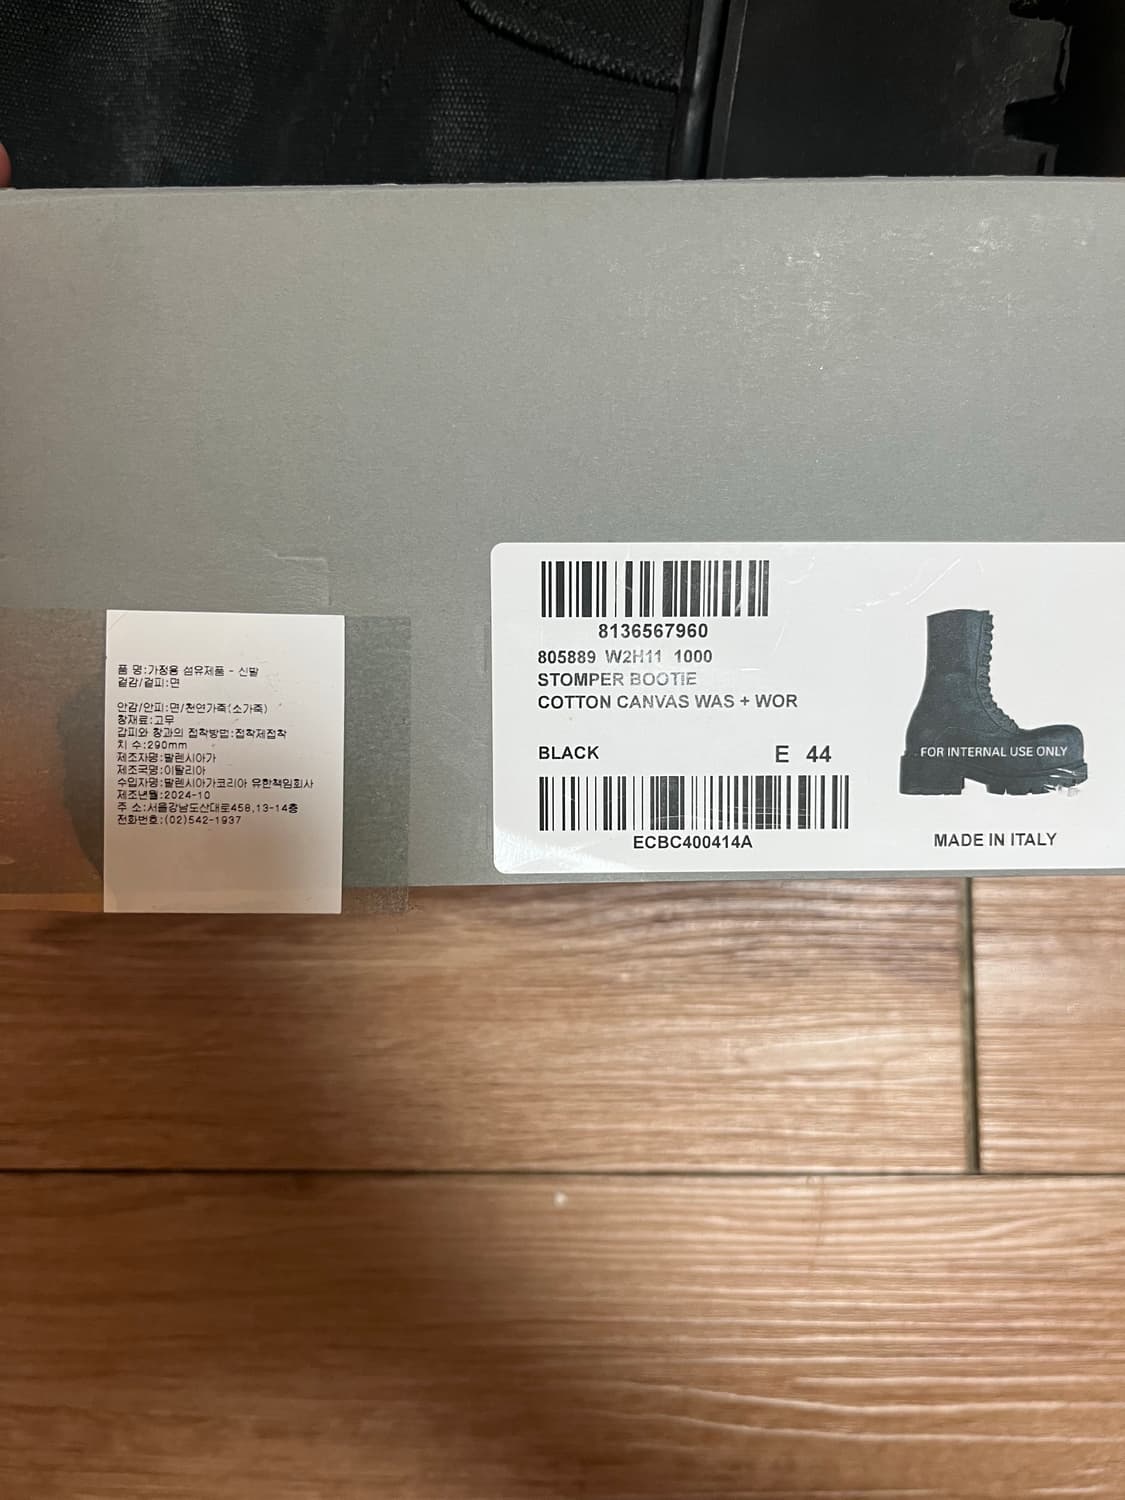 품 명:가정용 섬유제품 - 신발
겉감/겉피:면
안감/안피:면/천연가죽(소가죽)
창재료:고무
갑피와 창과의 접착방법:접착제접착
치 수:290mm
제조자명:발렌시아가
제조국명:이탈리아
수입자명:발렌시아가코리아 유한책임회사
제조년월:2024-10
주 소:서울강남도산대로458,13-14층
전화번호:(02)542-1937
8136567960
805889 W2H11 1000
STOMPER BOOTIE
COTTON CANVAS WAS + WOR
BLACK E 44
ECBC400414A
FOR INTERNAL USE ONLY
MADE IN ITALY